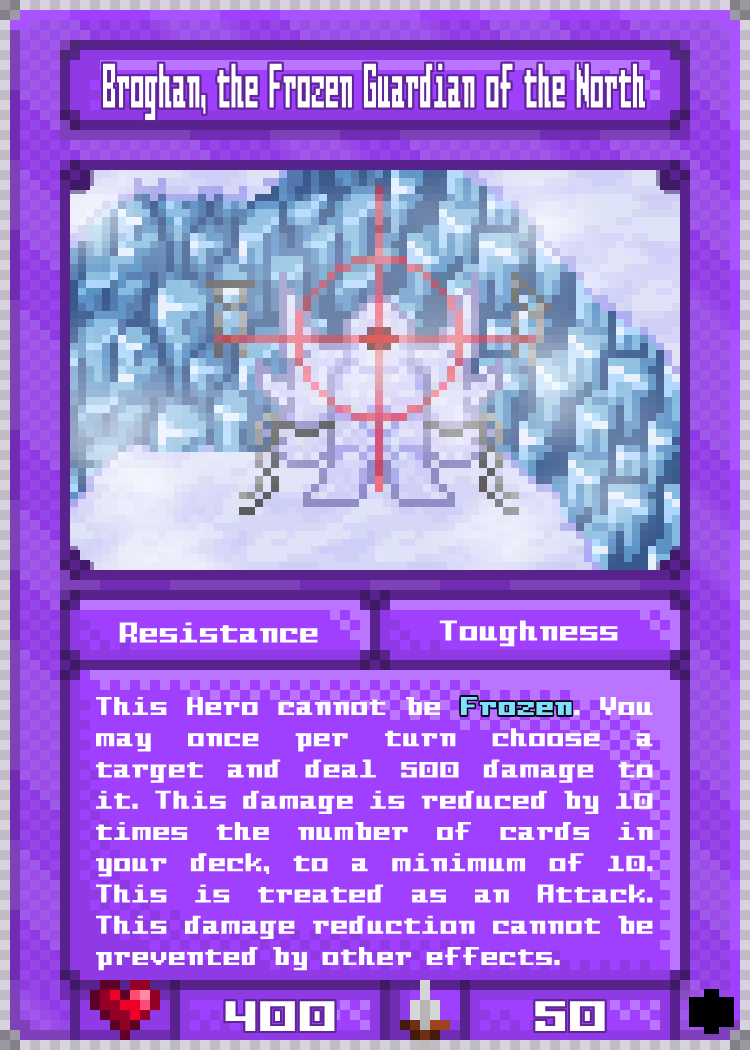 Broghan, the Frozen Guardian of the North
Resistance
Toughness
This Hero cannot be Frozen. You
may once per turn choose a
target and deal 500 damage to
it. This damage is reduced by 10
times the number of cards in
your deck, to a minimum of 10.
This is treated as an Attack.
This damage reduction cannot be
prevented by other effects.
400
50